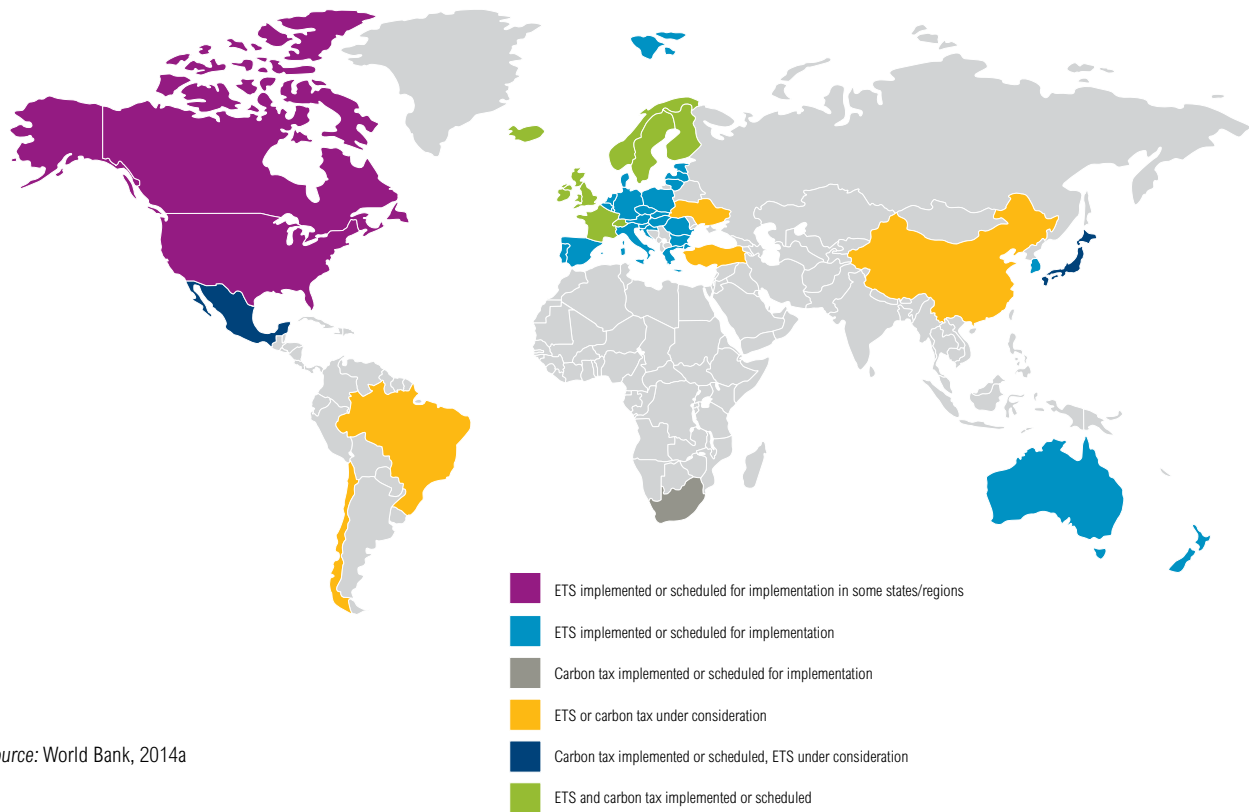 ETS implemented or scheduled for implementation in some states/regions
ETS implemented or scheduled for implementation
Carbon tax implemented or scheduled for implementation
ETS or carbon tax under consideration
urce: World Bank, 2014a
Carbon tax implemented or scheduled, ETS under consideration
ETS and carbon tax implemented or scheduled